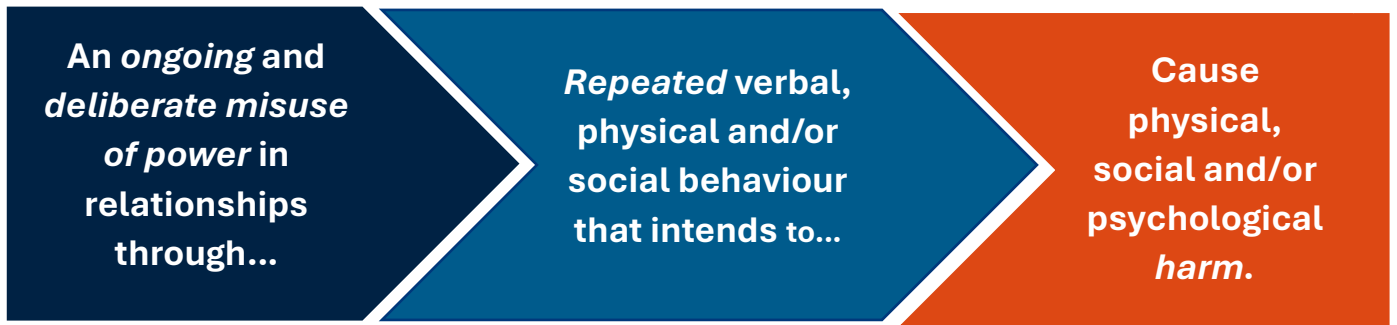 An ongoing and
deliberate misuse
of power in
relationships
through...
Repeated verbal,
physical and/or
social behaviour
that intends to...
Cause
physical,
social and/or
psychological
harm.